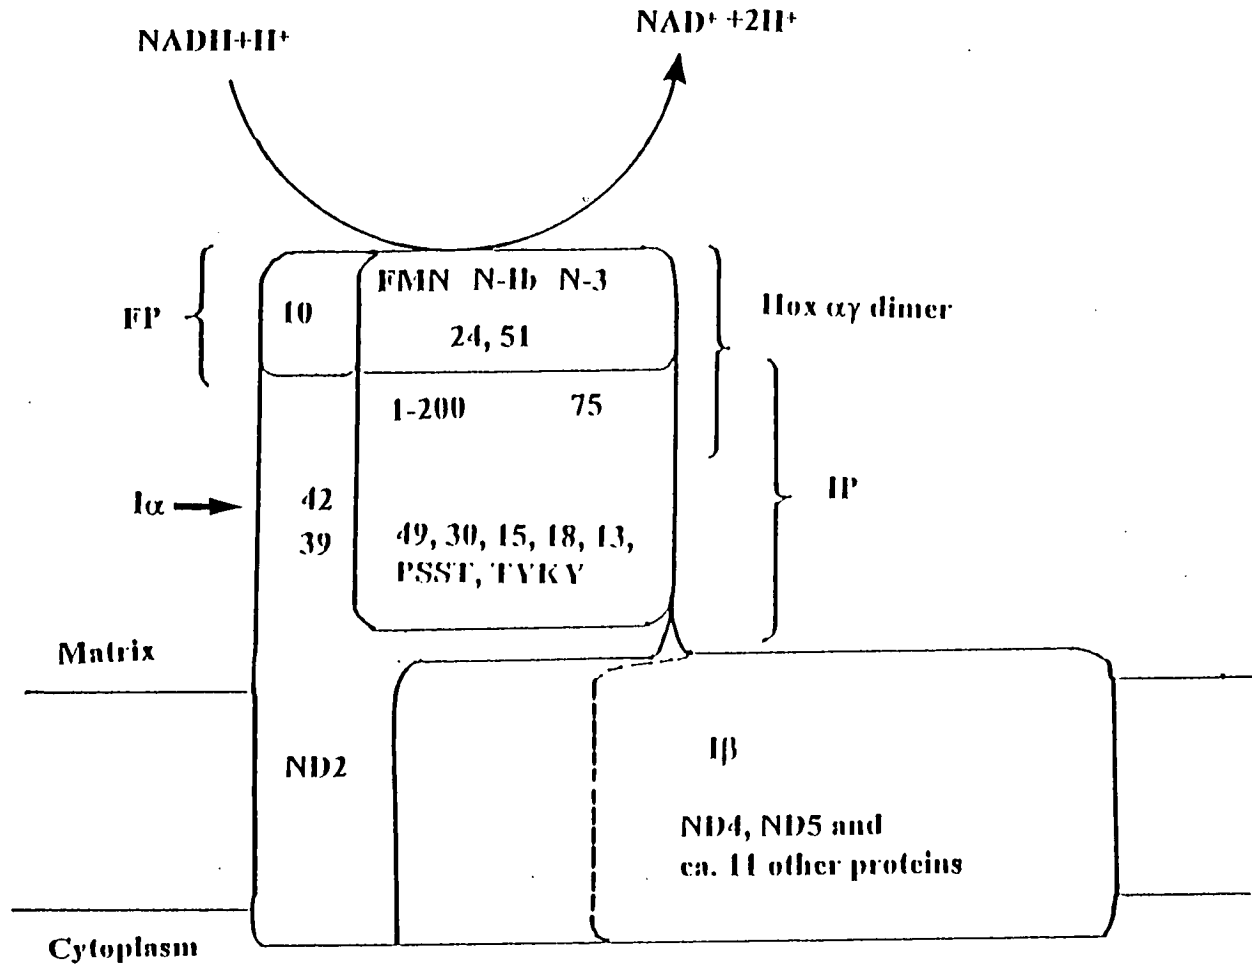 NADH+H⁺
NAD⁺ +2H⁺
FP
10
FMN N-1b N-3
24, 51
Hox αγ dimer
1-200 75
Iα
42
39
49, 30, 15, 18, 13,
PSST, TYKY
IP
Matrix
ND2
Iβ
ND4, ND5 and
ca. 11 other proteins
Cytoplasm